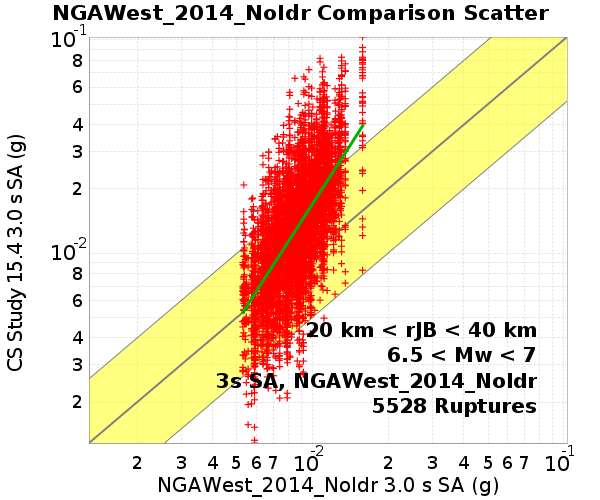 NGAWest_2014_NoIdr Comparison Scatter
10-1
8
6
4
3
2
10-2
8
6
4
3
2
CS Study 15.4 3.0 s SA (g)
20 km < rJB < 40 km
6.5 < Mw < 7
3s SA, NGAWest_2014_NoIdr
5528 Ruptures
2 3 4 5 6 7 10-2 2 3 4 5 6 7 10-1
NGAWest_2014_NoIdr 3.0 s SA (g)